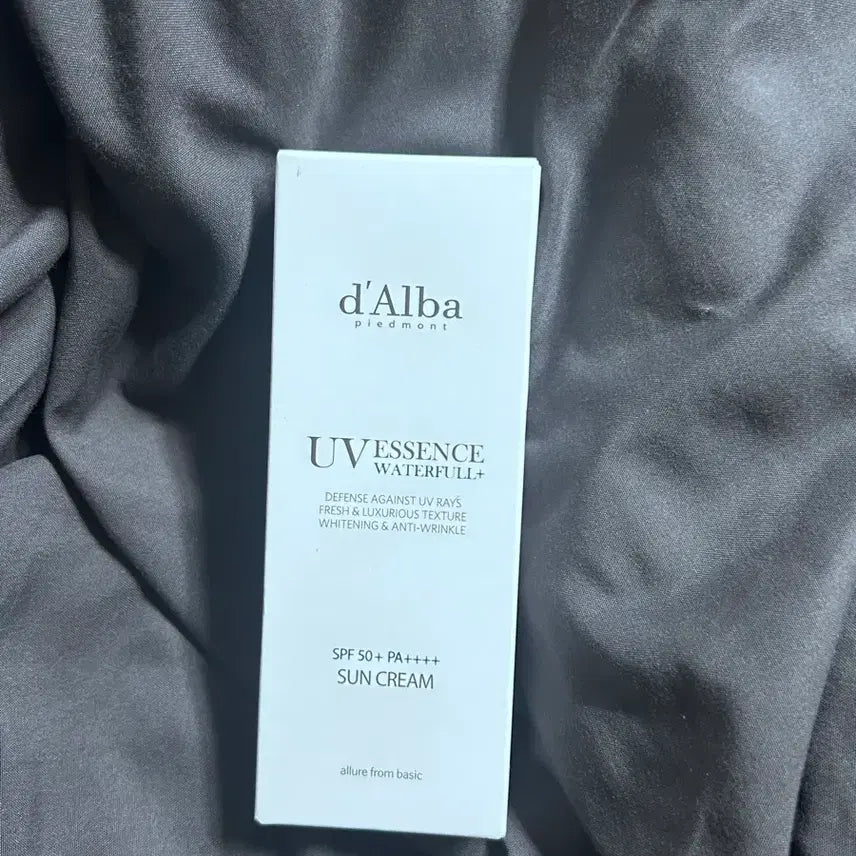 d'Alba
piedmont
UV ESSENCE
WATERFULL+
DEFENSE AGAINST UV RAYS
FRESH & LUXURIOUS TEXTURE
WHITENING & ANTI-WRINKLE
SPF 50+ PA++++
SUN CREAM
allure from basic